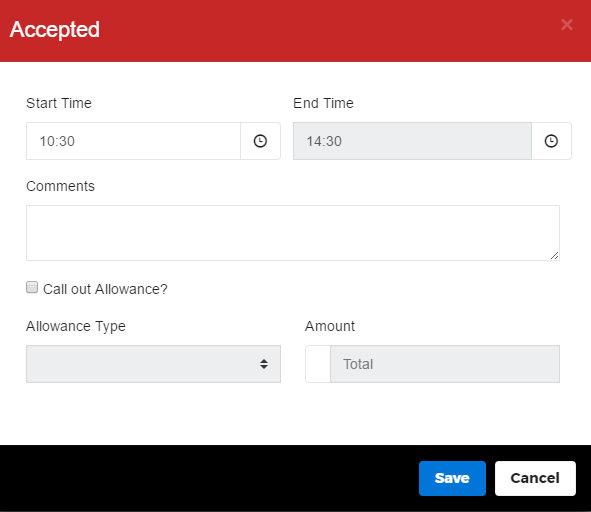 Accepted ×
Start Time End Time
10:30 14:30
Comments
Call out Allowance?
Allowance Type Amount
Total
Save Cancel